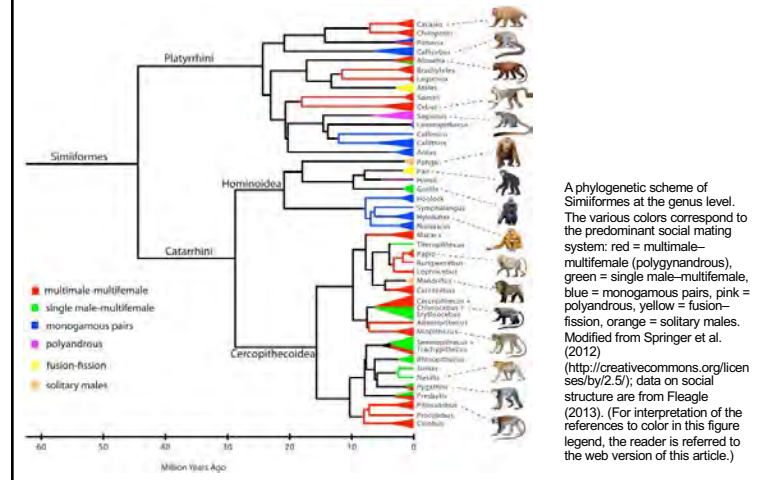 Cacajao
Chiropotes
Pithecia
Callicebus
Platyrrhini
Alouatta
Brachyteles
Lagothrix
Ateles
Saimiri
Cebus
Saguinus
Leontopithecus
Callimico
Callithrix
Aotus
Simiiformes
Pongo
Pan
Homo
Hominoidea
Gorilla
Hoolock
Symphalangus
Hylobates
Nomascus
Catarrhini
Macaca
Theropithecus
Papio
Rungwecebus
Lophocebus
Mandrillus
Cercocebus
Cercopithecus
Chlorocebus
Erythrocebus
Allenopithecus
Miopithecus
Cercopithecoidea
Semnopithecus
Trachypithecus
Rhinopithecus
Simias
Nasalis
Pygathrix
Presbytis
Piliocolobus
Procolobus
Colobus
multimale-multifemale
single male-multifemale
monogamous pairs
polyandrous
fusion-fission
solitary males
60 50 40 30 20 10 0
Million Years Ago
A phylogenetic scheme of
Simiiformes at the genus level.
The various colors correspond to
the predominant social mating
system: red = multimale–
multifemale (polygynandrous),
green = single male–multifemale,
blue = monogamous pairs, pink =
polyandrous, yellow = fusion–
fission, orange = solitary males.
Modified from Springer et al.
(2012)
(http://creativecommons.org/licen
ses/by/2.5/); data on social
structure are from Fleagle
(2013). (For interpretation of the
references to color in this figure
legend, the reader is referred to
the web version of this article.)